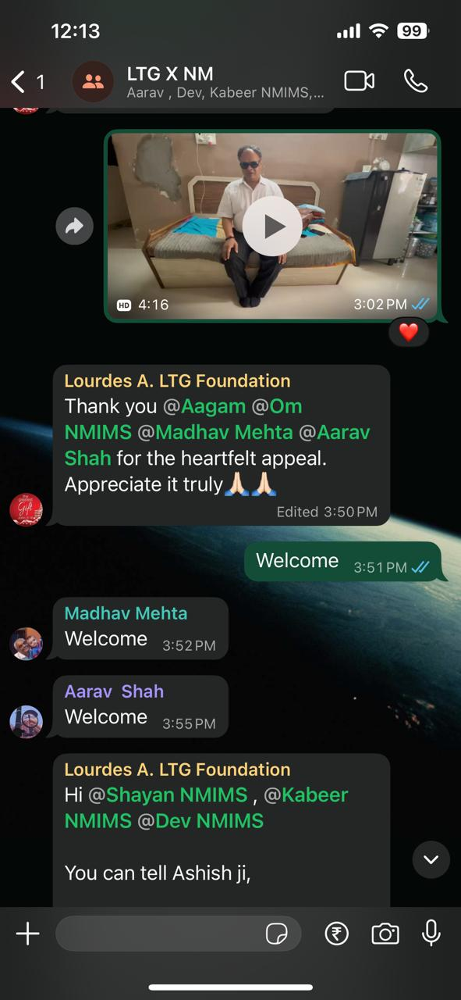 12:13
99
1
LTG X NM
Aarav , Dev, Kabeer NMIMS,...
HD 4:16
3:02 PM
❤️
Lourdes A. LTG Foundation
Thank you @Aagam @Om
NMIMS @Madhav Mehta @Aarav
Shah for the heartfelt appeal.
Appreciate it truly🙏🏻🙏🏻
Edited 3:50 PM
the greatest
Gift
Welcome 3:51 PM
Madhav Mehta
Welcome 3:52 PM
Aarav Shah
Welcome 3:55 PM
Lourdes A. LTG Foundation
Hi @Shayan NMIMS , @Kabeer
NMIMS @Dev NMIMS
You can tell Ashish ji,
₹